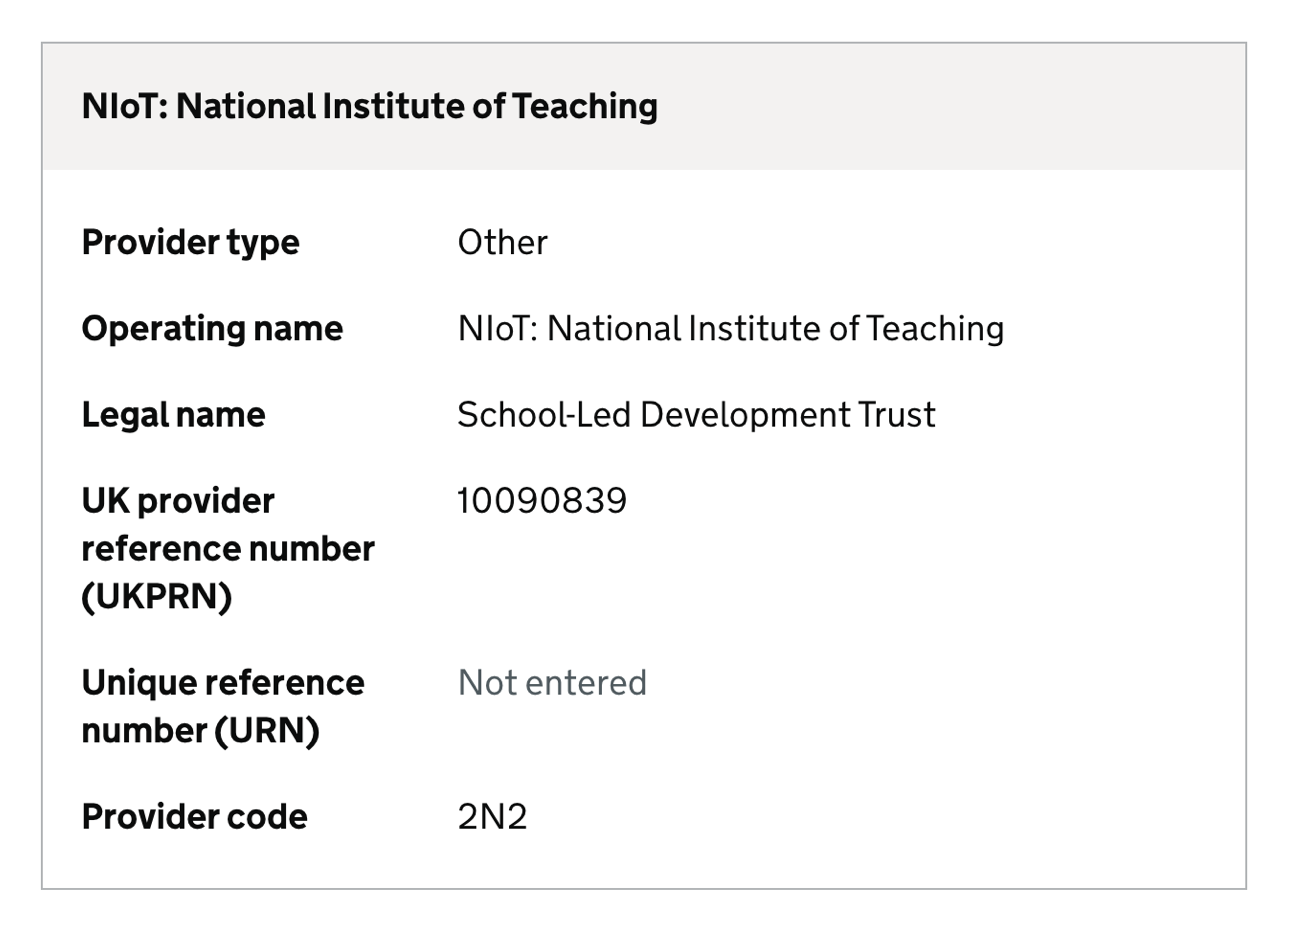 NIoT: National Institute of Teaching
Provider type Other
Operating name NIoT: National Institute of Teaching
Legal name School-Led Development Trust
UK provider 10090839
reference number
(UKPRN)
Unique reference Not entered
number (URN)
Provider code 2N2